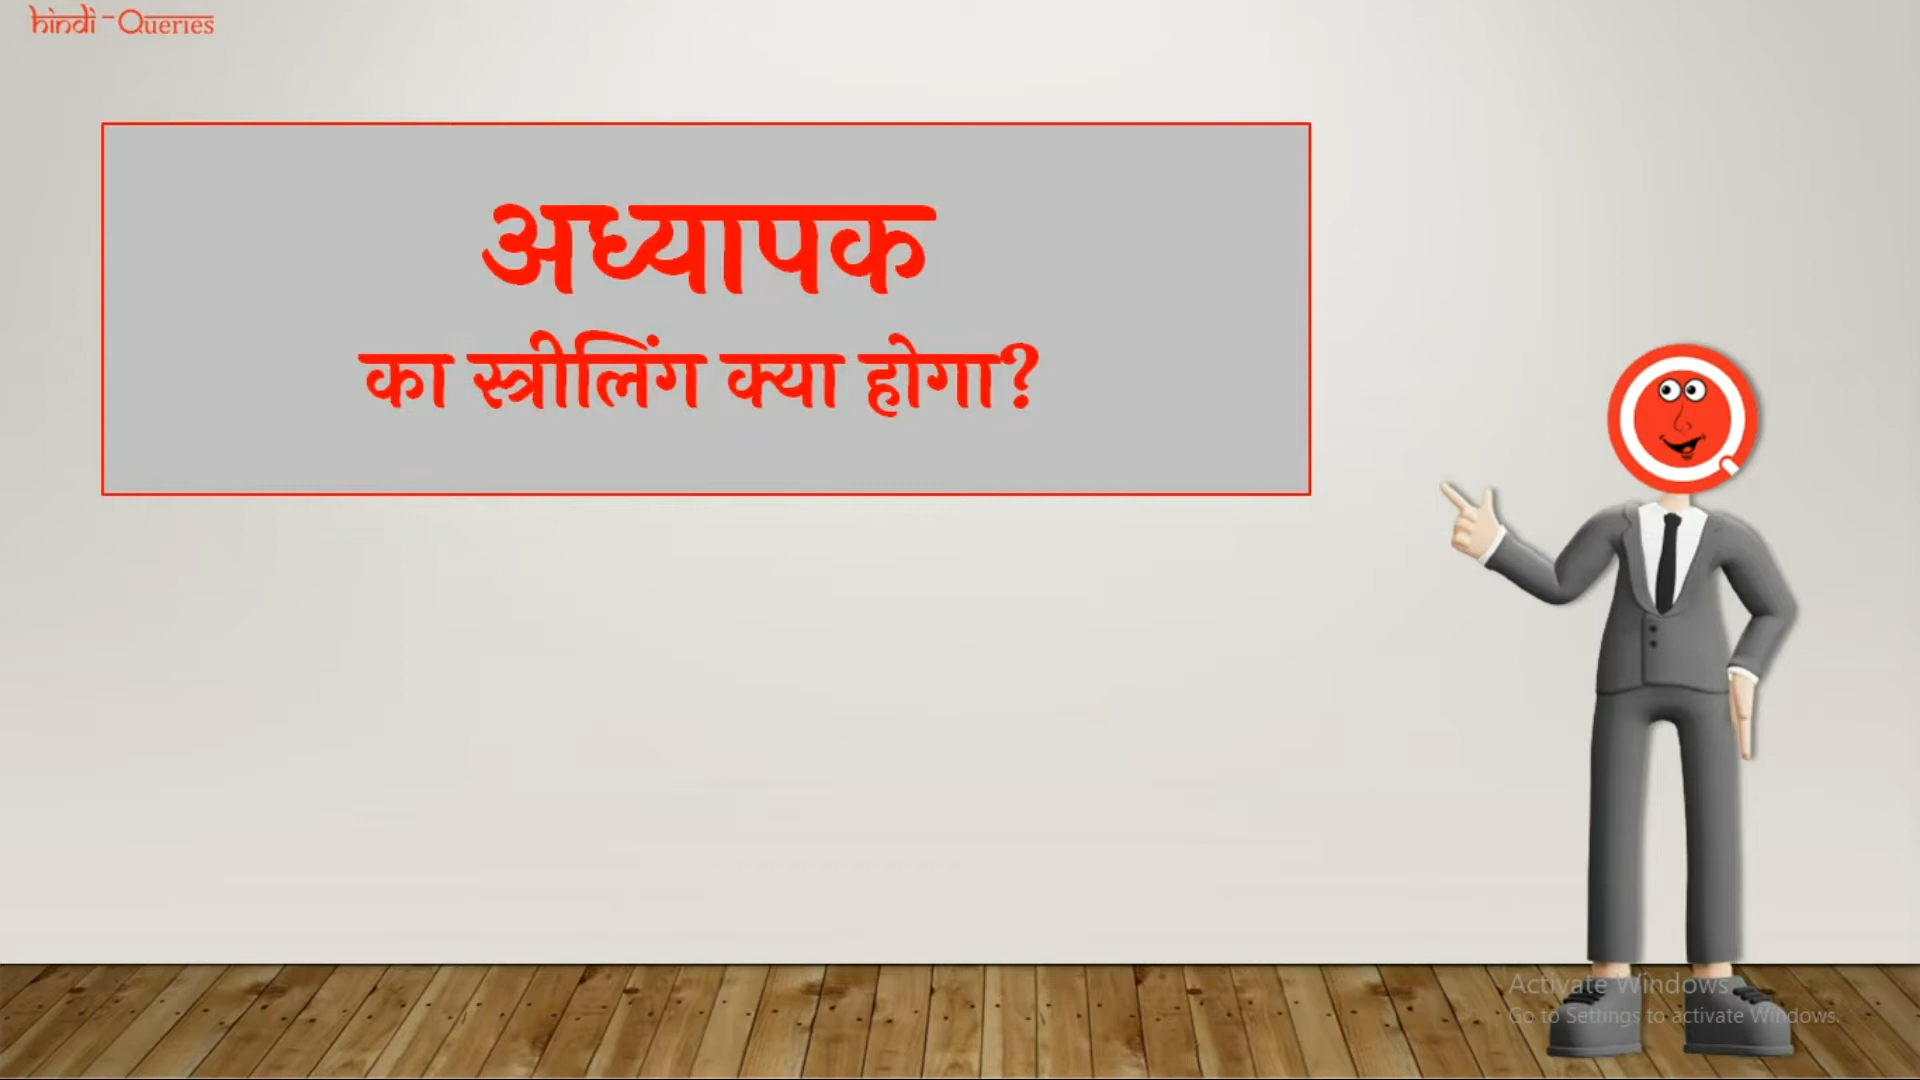 hindi-Queries
अध्यापक
का स्त्रीलिंग क्या होगा?
Activate Windows
Go to Settings to activate Windows.